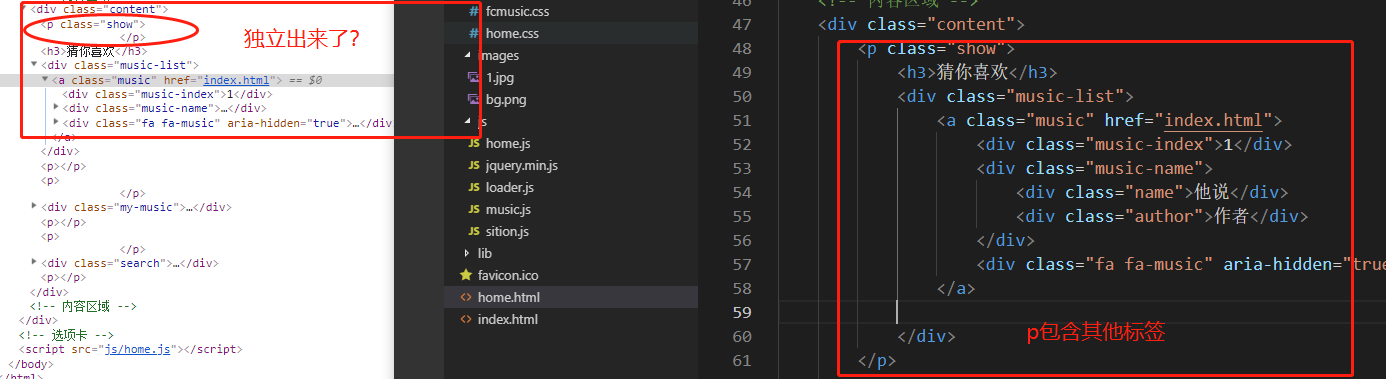 <div class="content">
<p class="show">
</p>
独立出来了?
<h3>猜你喜欢</h3>
<div class="music-list">
<a class="music" href="index.html"> == $0
<div class="music-index">1</div>
<div class="music-name">…</div>
<div class="fa fa-music" aria-hidden="true">…</div
</a>
</div>
<p></p>
<p>
</p>
<div class="my-music">…</div>
<p></p>
<p>
</p>
<div class="search">…</div>
<p></p>
</div>
<!-- 内容区域 -->
</div>
<!-- 选项卡 -->
<script src="js/home.js"></script>
</body>
</html>
# fcmusic.css
# home.css
images
1.jpg
bg.png
js
JS home.js
JS jquery.min.js
JS loader.js
JS music.js
JS sition.js
lib
favicon.ico
<> home.html
<> index.html
46 <!-- 内容区域 -->
47 <div class="content">
48 <p class="show">
49 <h3>猜你喜欢</h3>
50 <div class="music-list">
51 <a class="music" href="index.html">
52 <div class="music-index">1</div>
53 <div class="music-name">
54 <div class="name">他说</div>
55 <div class="author">作者</div>
56 </div>
57 <div class="fa fa-music" aria-hidden="true
58 </a>
59
60 </div>
61 </p>
p包含其他标签